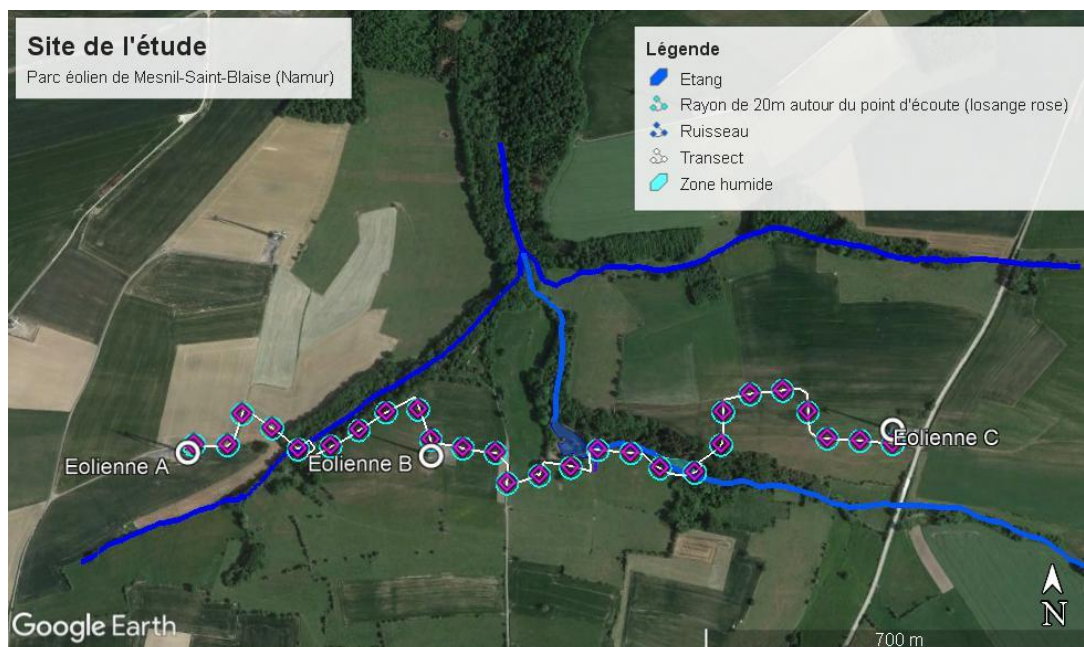 Site de l'étude
Parc éolien de Mesnil-Saint-Blaise (Namur)
Légende
Etang
Rayon de 20m autour du point d'écoute (losange rose)
Ruisseau
Transect
Zone humide
Eolienne A
Eolienne B
Eolienne C
Google Earth
N
700 m